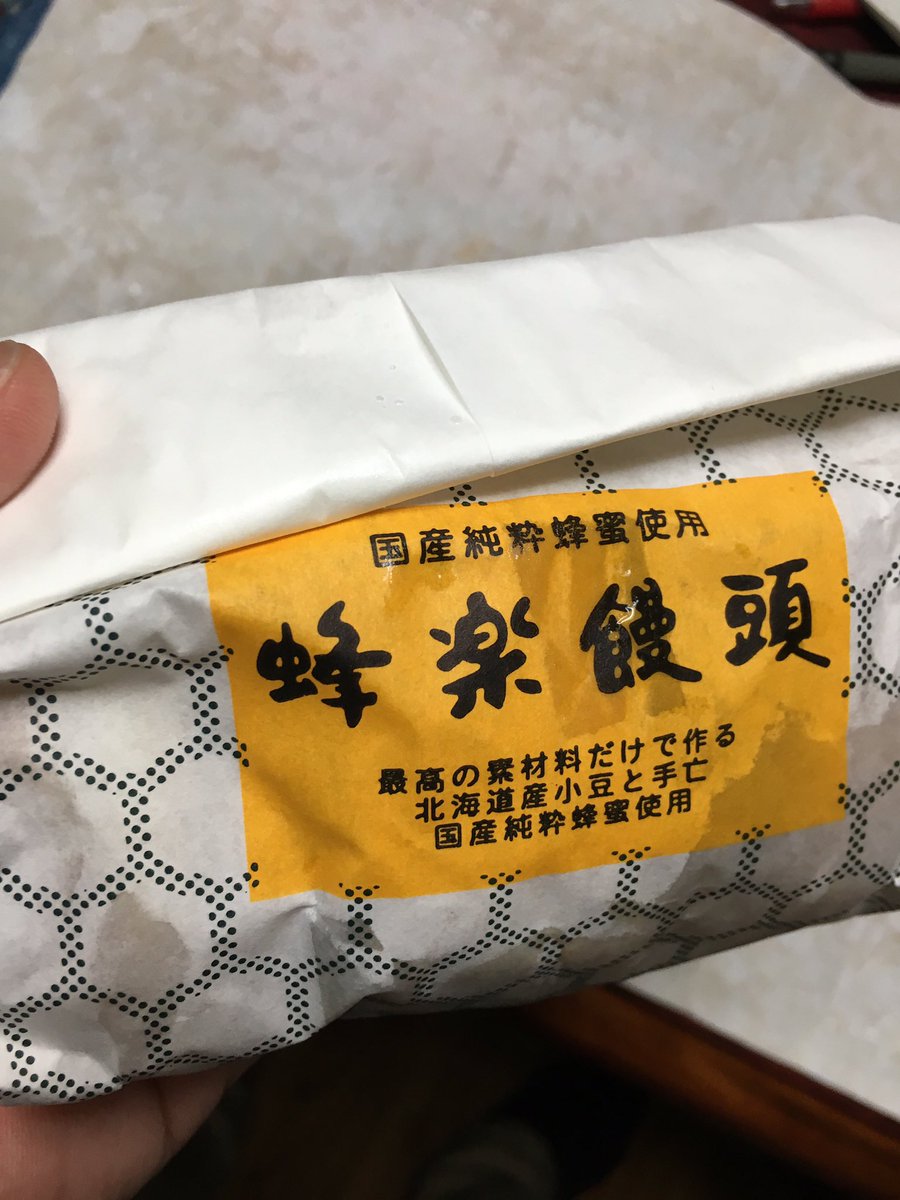 国産純粋蜂蜜使用
蜂楽饅頭
最高の素材料だけで作る
北海道産小豆と手亡
国産純粋蜂蜜使用